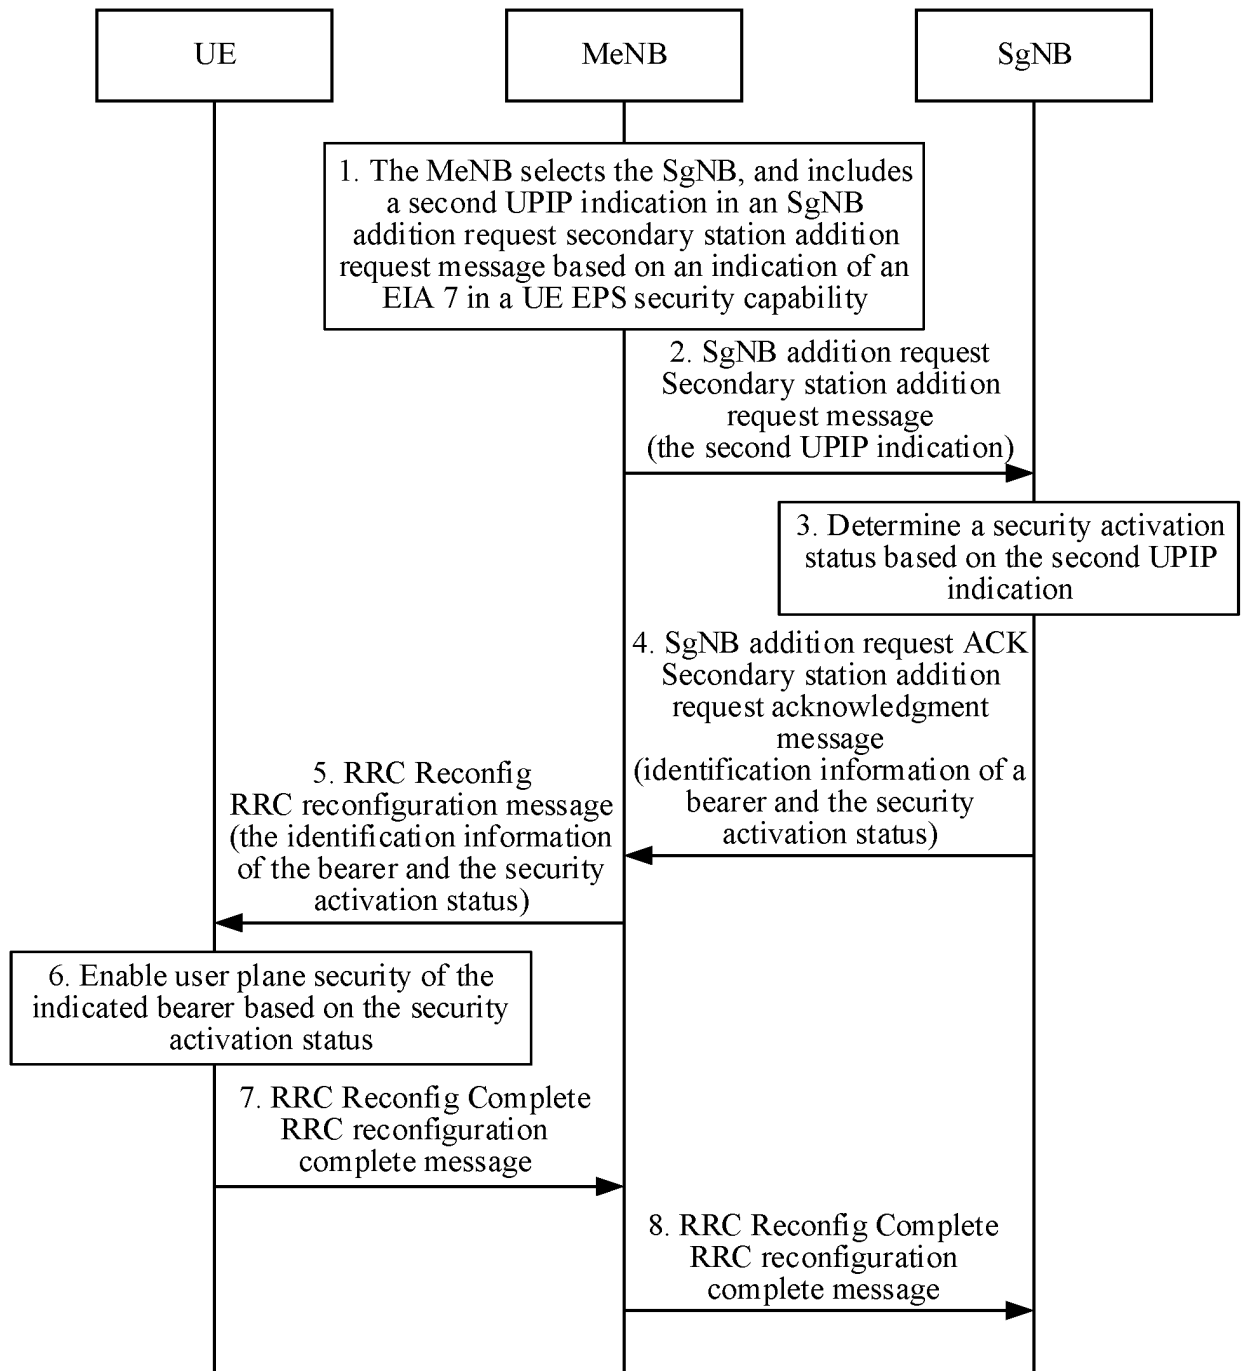 UE
MeNB
SgNB
1. The MeNB selects the SgNB, and includes
a second UPIP indication in an SgNB
addition request secondary station addition
request message based on an indication of an
EIA 7 in a UE EPS security capability
2. SgNB addition request
Secondary station addition
request message
(the second UPIP indication)
3. Determine a security activation
status based on the second UPIP
indication
4. SgNB addition request ACK
Secondary station addition
request acknowledgment
message
(identification information of a
bearer and the security
activation status)
5. RRC Reconfig
RRC reconfiguration message
(the identification information
of the bearer and the security
activation status)
6. Enable user plane security of the
indicated bearer based on the security
activation status
7. RRC Reconfig Complete
RRC reconfiguration
complete message
8. RRC Reconfig Complete
RRC reconfiguration
complete message